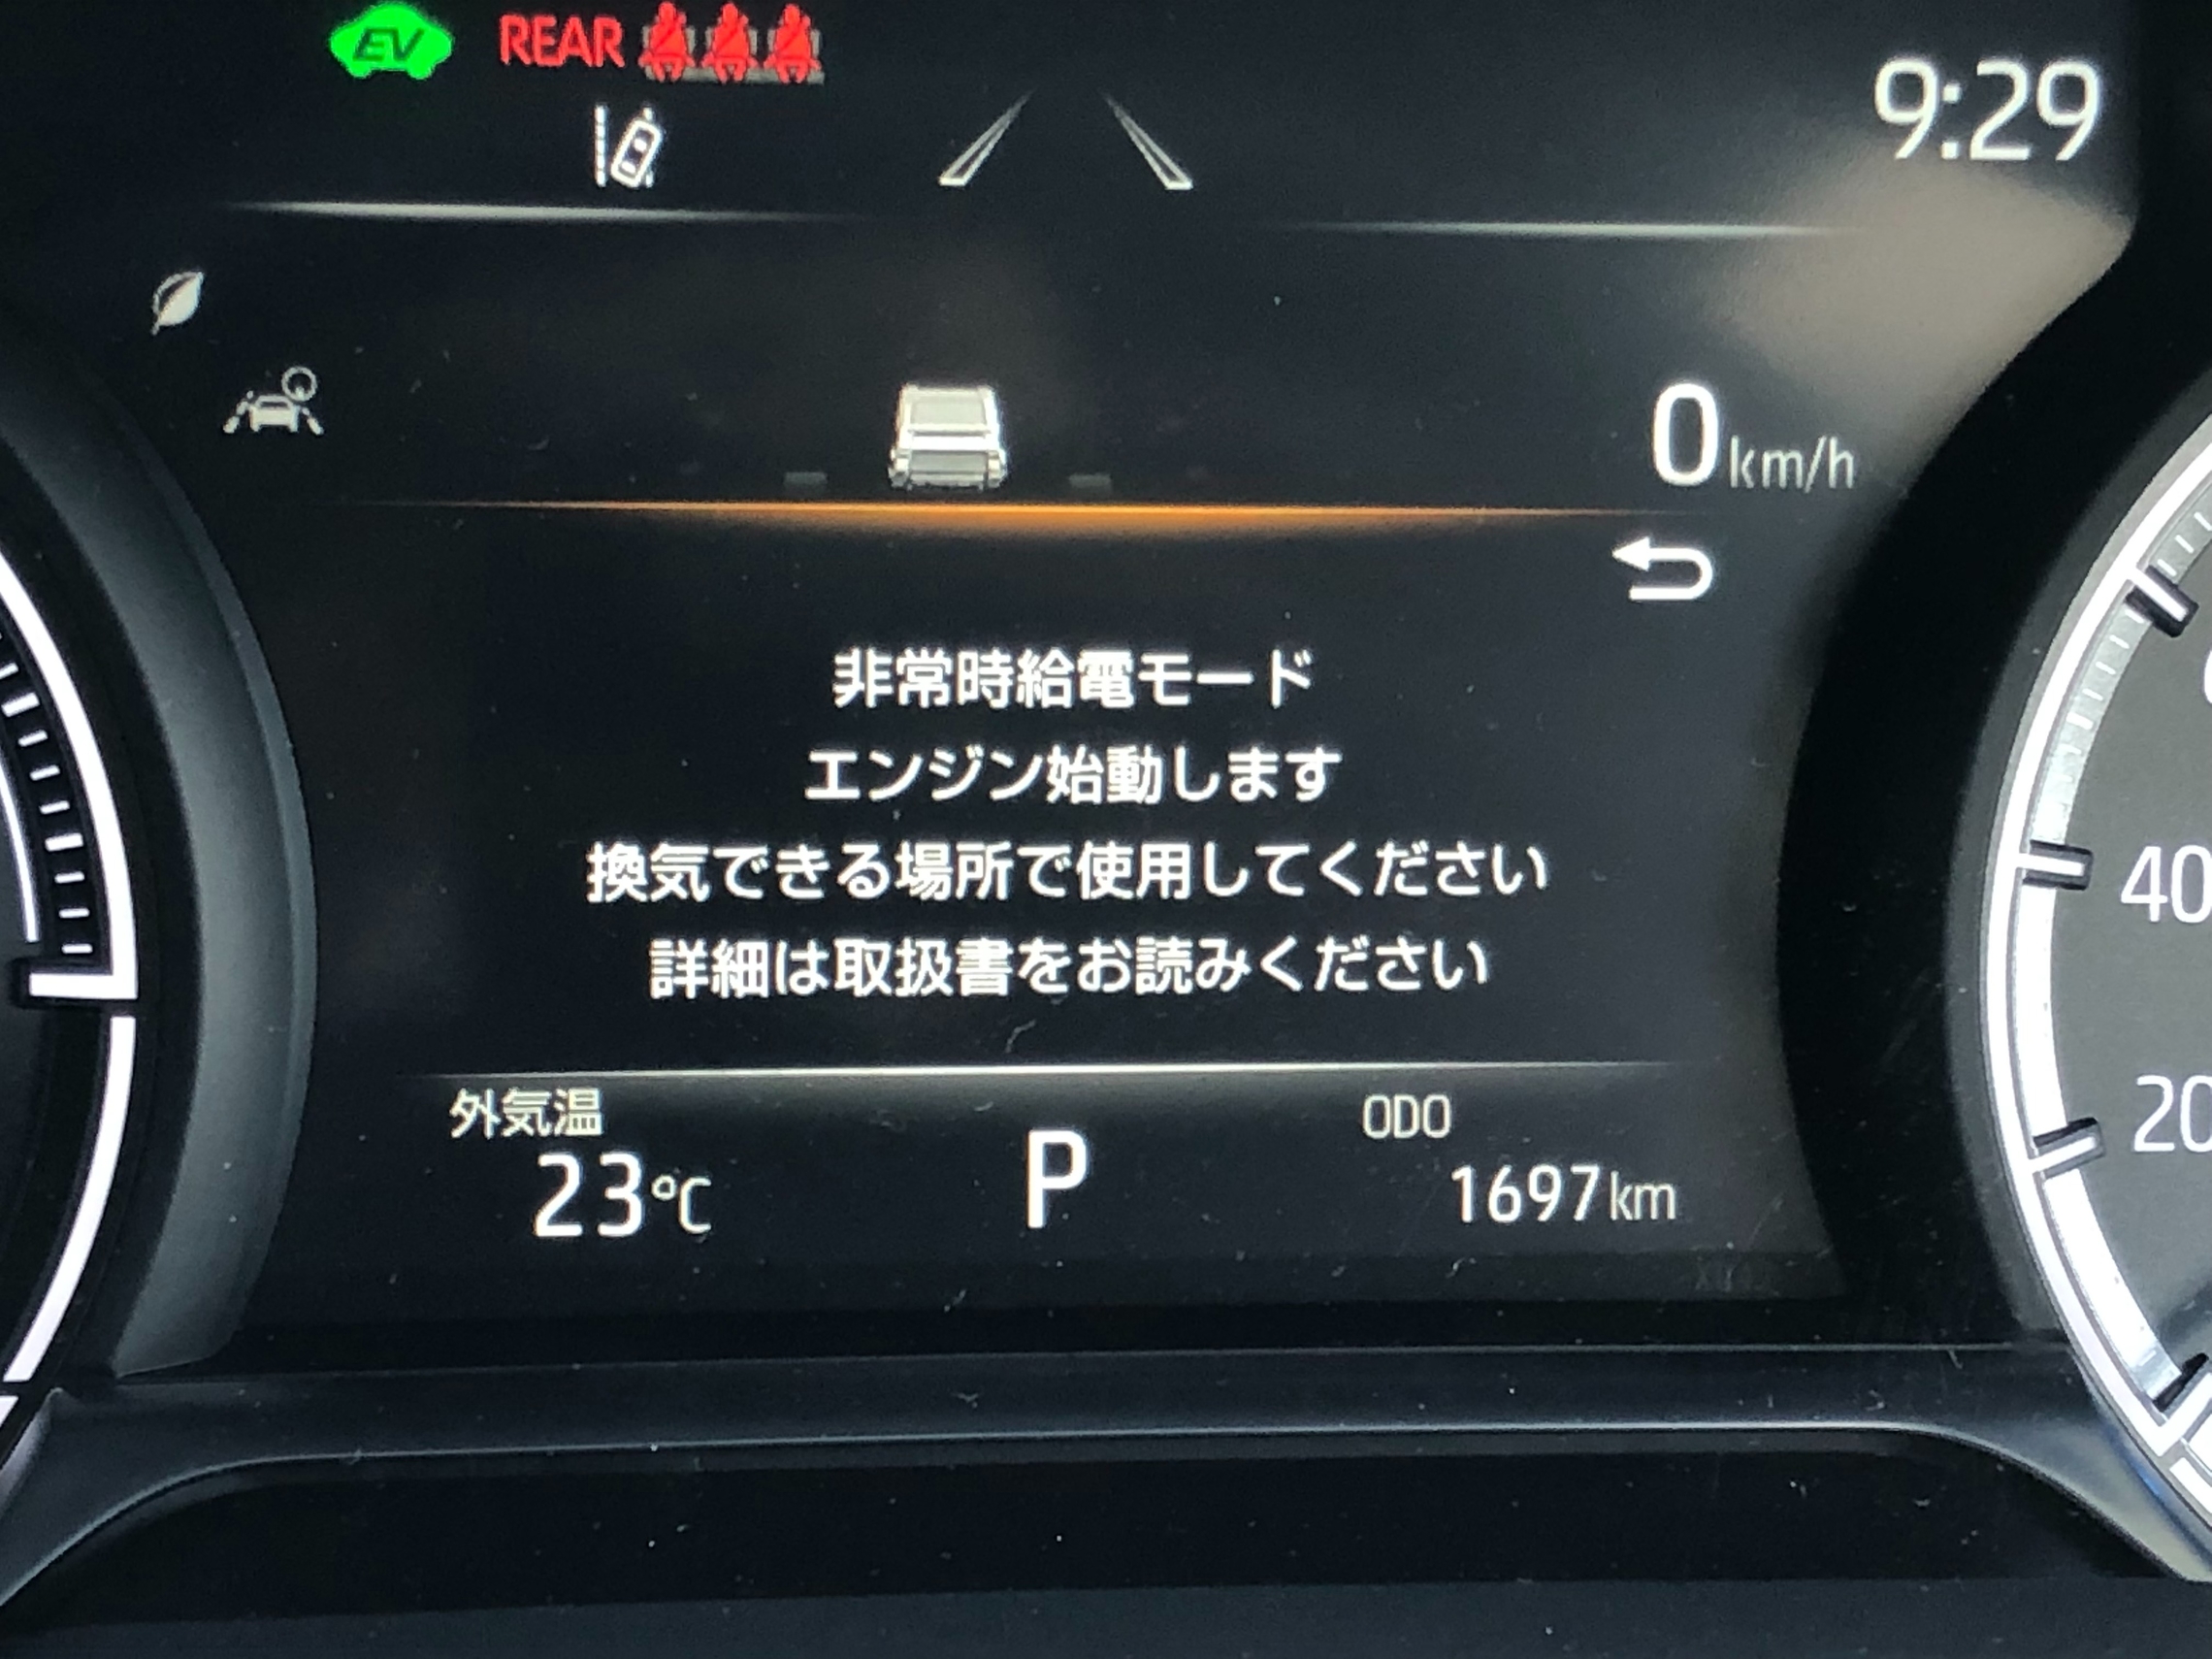 EV REAR
9:29
0 km/h
非常時給電モード
エンジン始動します
換気できる場所で使用してください
詳細は取扱書をお読みください
40
20
外気温 ODO
23℃ P 1697km